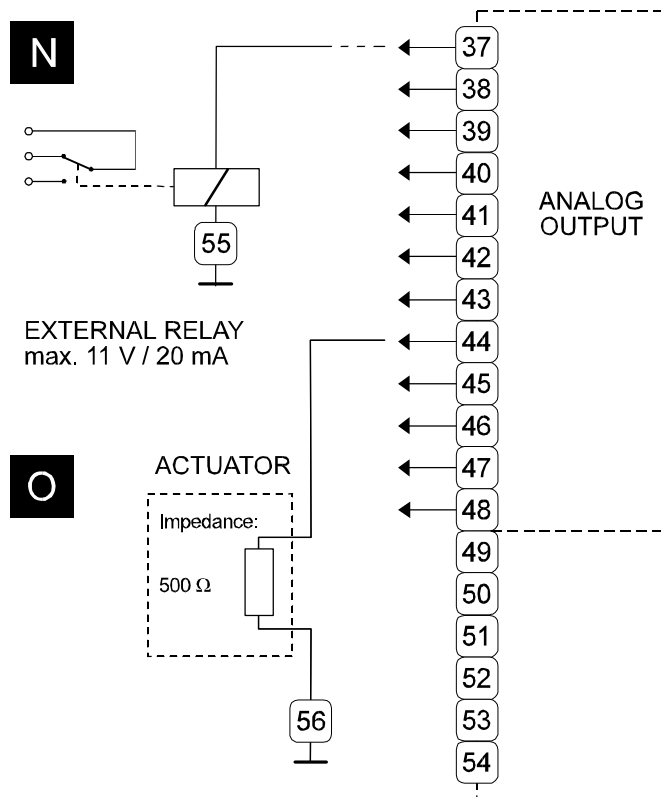 N
37
38
39
40
ANALOG
OUTPUT
41
55
42
43
EXTERNAL RELAY
max. 11 V / 20 mA
44
45
46
ACTUATOR
47
O
48
Impedance:
49
500 Ω
50
51
52
56
53
54